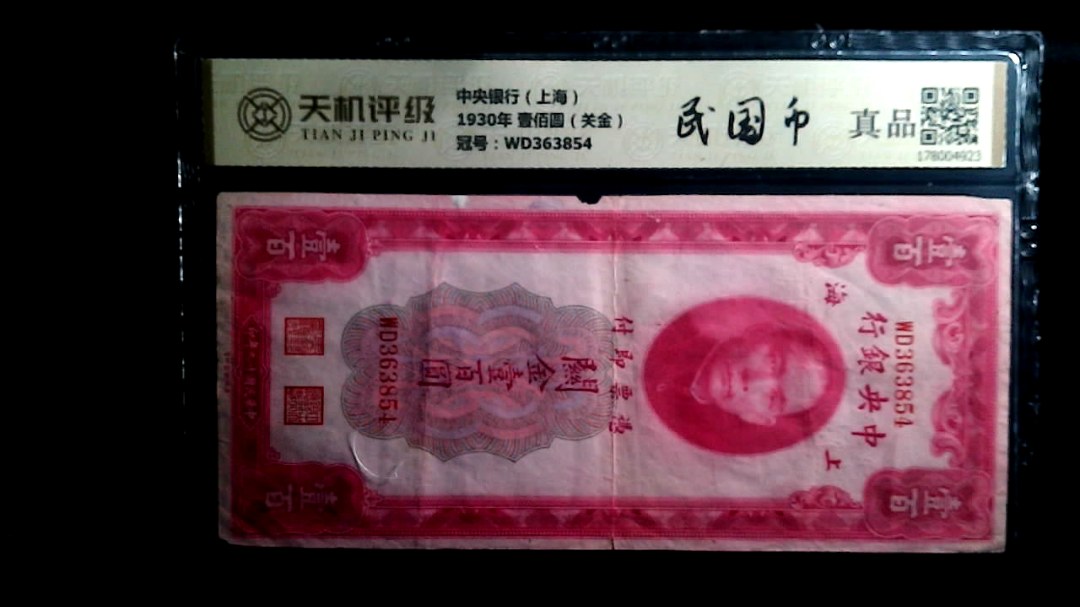 天机评级
TIAN JI PING JI
中央银行（上海）
1930年 壹佰圆（关金）
冠号：WD363854
民国币
真品
178004923
壹百
壹百
上海
中央銀行
WD363854
憑票即付
關金壹百圓
WD363854
壹百
壹百